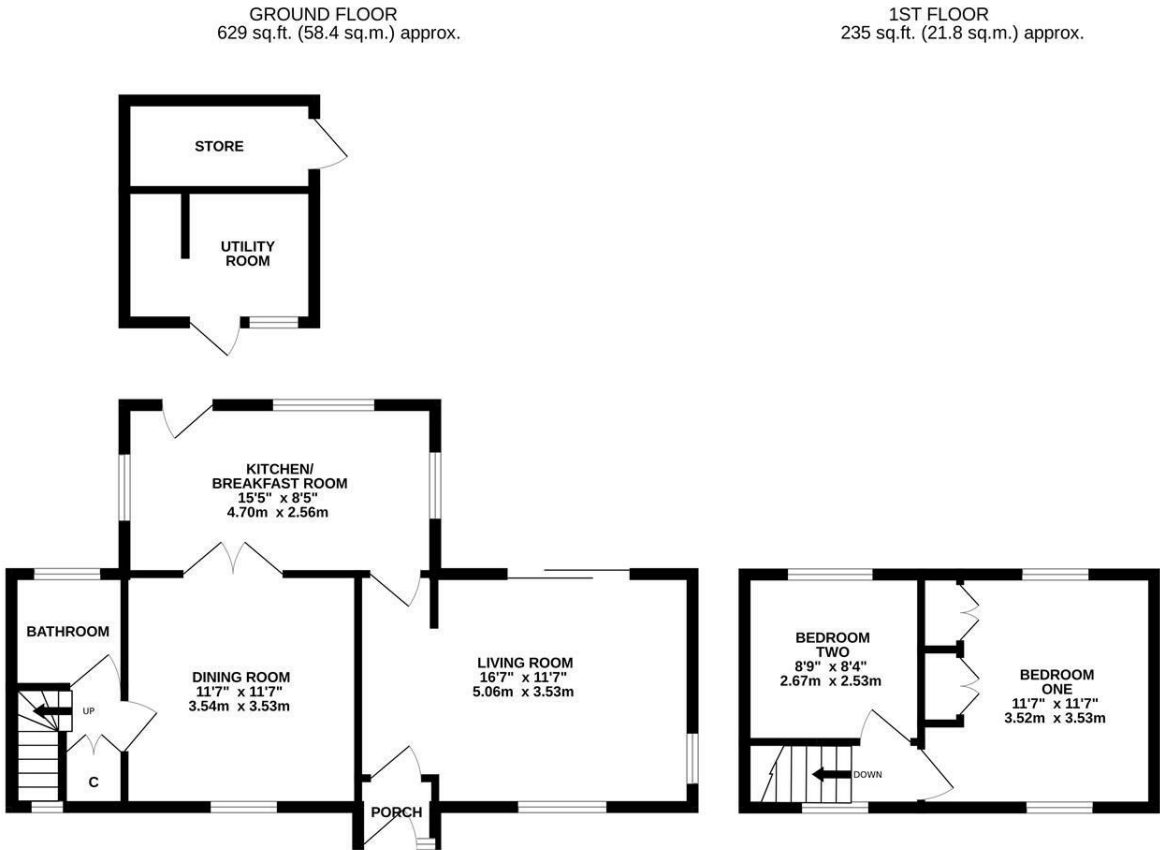 GROUND FLOOR
629 sq.ft. (58.4 sq.m.) approx.
1ST FLOOR
235 sq.ft. (21.8 sq.m.) approx.
STORE
UTILITY
ROOM
KITCHEN/
BREAKFAST ROOM
15'5" x 8'5"
4.70m x 2.56m
BATHROOM
UP
C
DINING ROOM
11'7" x 11'7"
3.54m x 3.53m
LIVING ROOM
16'7" x 11'7"
5.06m x 3.53m
PORCH
BEDROOM
TWO
8'9" x 8'4"
2.67m x 2.53m
DOWN
BEDROOM
ONE
11'7" x 11'7"
3.52m x 3.53m